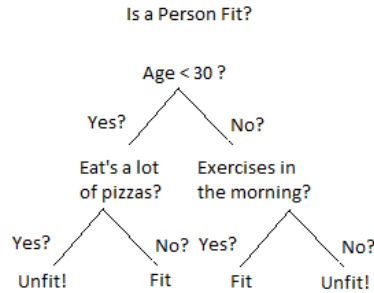 Is a Person Fit?
Age < 30 ?
Yes?
No?
Eat's a lot
of pizzas?
Exercises in
the morning?
Yes?
No?
Yes?
No?
Unfit!
Fit
Fit
Unfit!